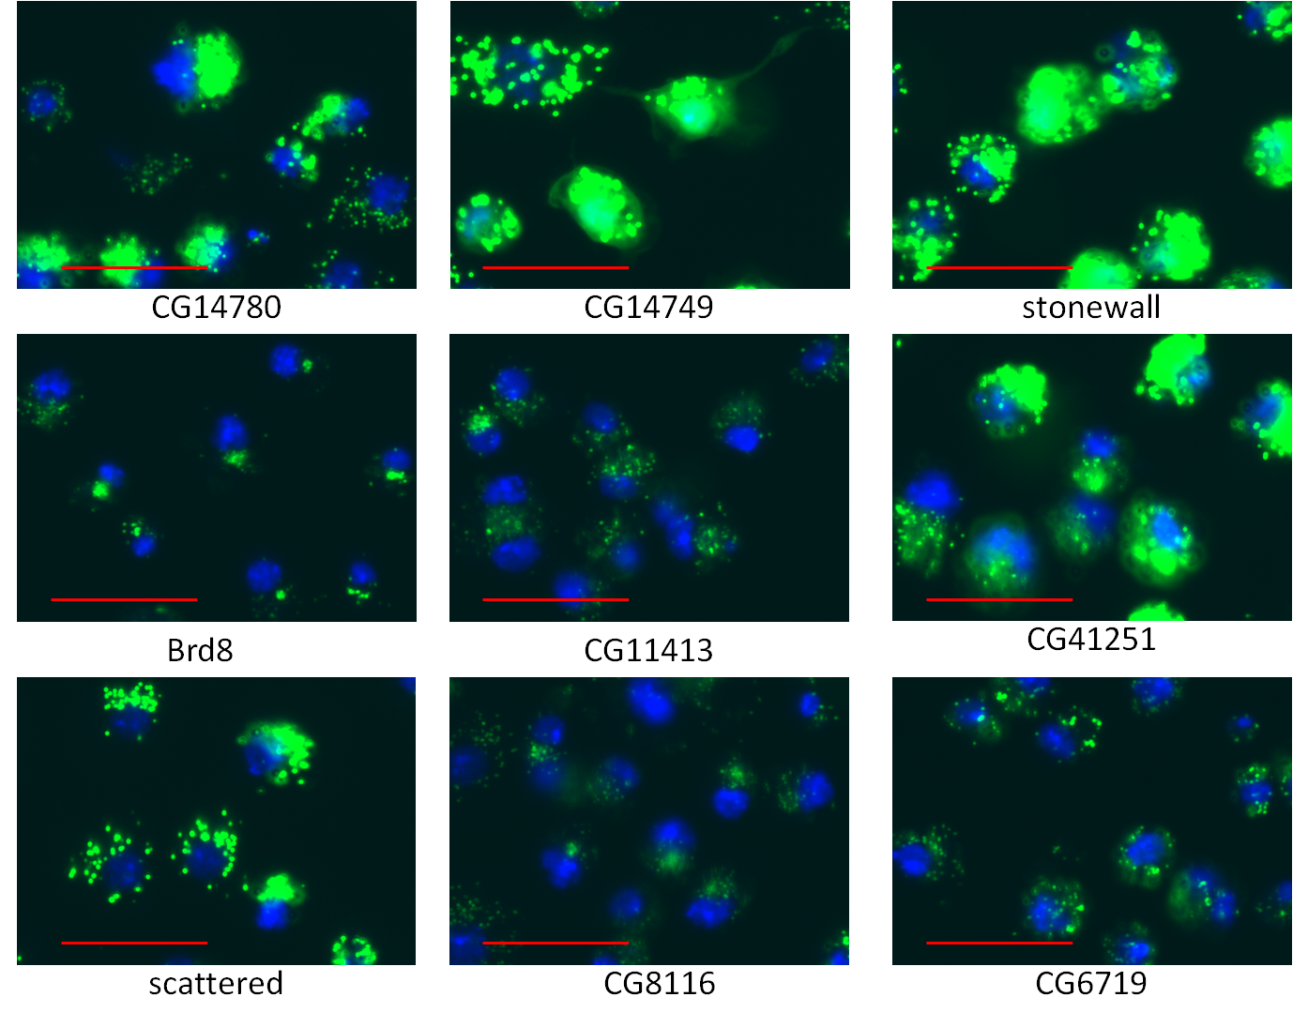 CG14780
CG14749
stonewall
Brd8
CG11413
CG41251
scattered
CG8116
CG6719